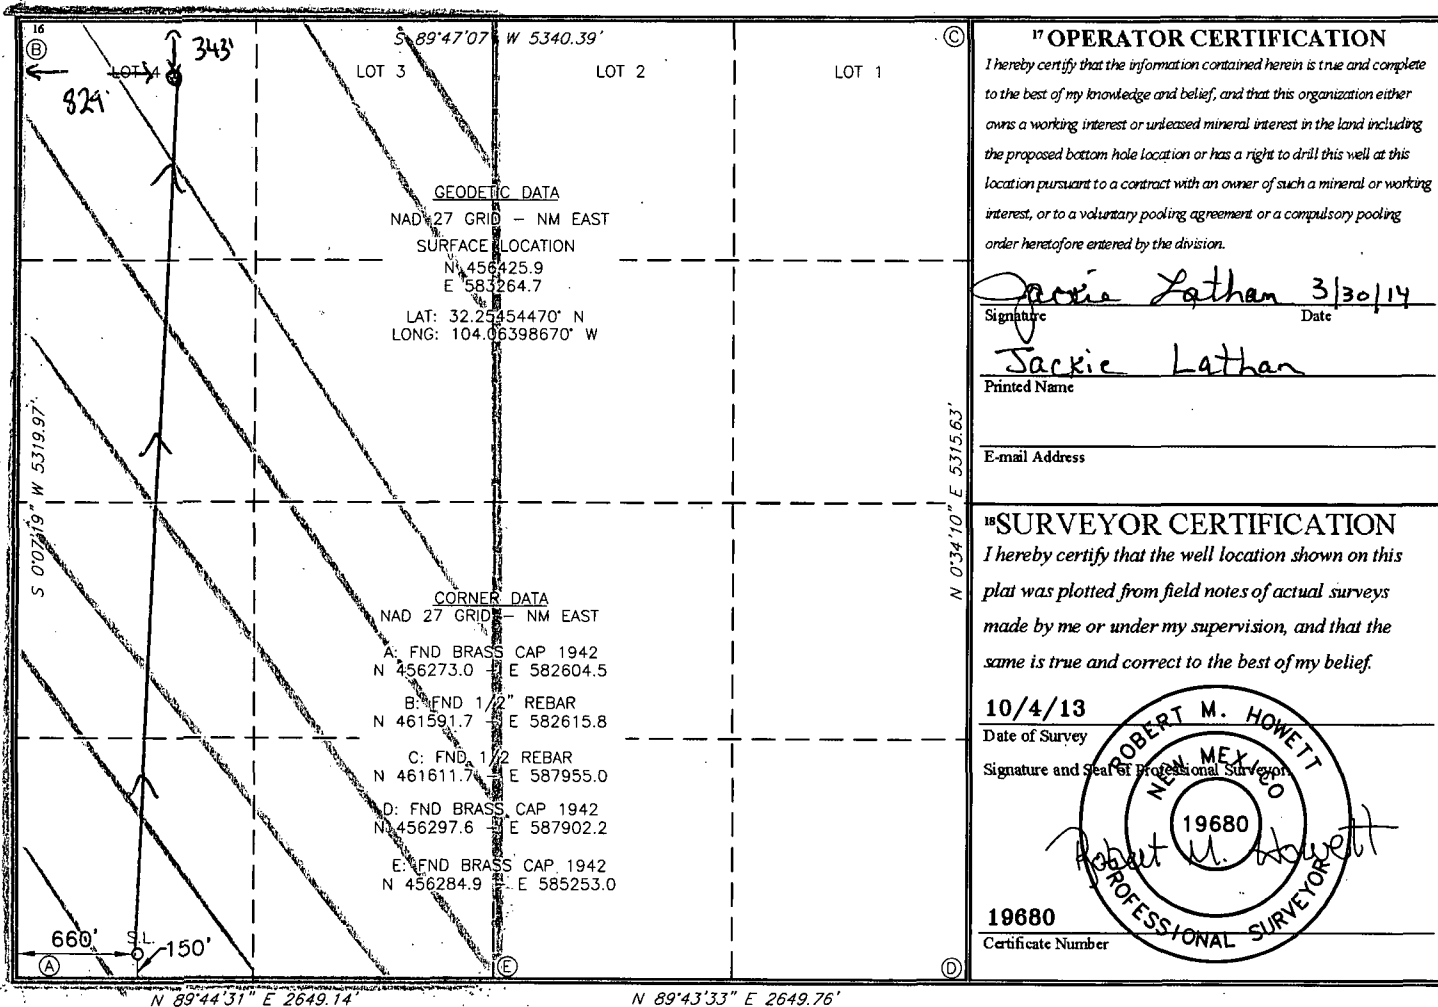 16
B
343'
S 89°47'07" W 5340.39'
C
LOT 4
LOT 3
LOT 2
LOT 1
829'
GEODETIC DATA
NAD 27 GRID – NM EAST
SURFACE LOCATION
N 456425.9
E 583264.7
LAT: 32.25454470° N
LONG: 104.06398670° W
S 0°07'19" W 5319.97'
N 0°34'10" E 5315.63'
CORNER DATA
NAD 27 GRID – NM EAST
A: FND BRASS CAP 1942
N 456273.0 – E 582604.5
B: FND 1/2" REBAR
N 461591.7 – E 582615.8
C: FND 1/2 REBAR
N 461611.7 – E 587955.0
D: FND BRASS CAP 1942
N 456297.6 – E 587902.2
E: FND BRASS CAP 1942
N 456284.9 – E 585253.0
660'
S.L.
150'
A
E
D
N 89°44'31" E 2649.14'
N 89°43'33" E 2649.76'
17 OPERATOR CERTIFICATION
I hereby certify that the information contained herein is true and complete
to the best of my knowledge and belief, and that this organization either
owns a working interest or unleased mineral interest in the land including
the proposed bottom hole location or has a right to drill this well at this
location pursuant to a contract with an owner of such a mineral or working
interest, or to a voluntary pooling agreement or a compulsory pooling
order heretofore entered by the division.
Jackie Lathan 3/30/14
Signature Date
Jackie Lathan
Printed Name
E-mail Address
18 SURVEYOR CERTIFICATION
I hereby certify that the well location shown on this
plat was plotted from field notes of actual surveys
made by me or under my supervision, and that the
same is true and correct to the best of my belief.
10/4/13
Date of Survey
Signature and Seal of Professional Surveyor:
ROBERT M. HOWETT
NEW MEXICO
19680
Robert M. Howett
PROFESSIONAL SURVEYOR
19680
Certificate Number